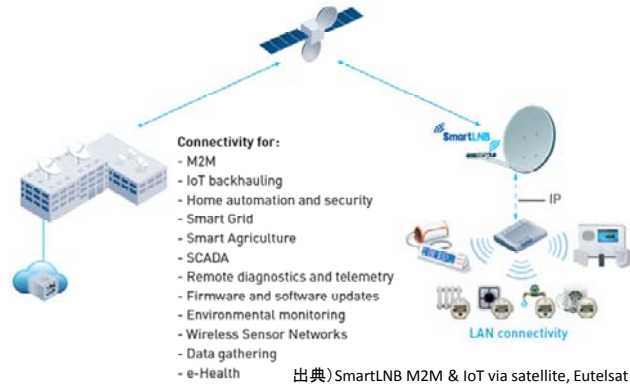 Connectivity for:
- M2M
- IoT backhauling
- Home automation and security
- Smart Grid
- Smart Agriculture
- SCADA
- Remote diagnostics and telemetry
- Firmware and software updates
- Environmental monitoring
- Wireless Sensor Networks
- Data gathering
- e-Health
SmartLNB
IP
LAN connectivity
出典）SmartLNB M2M & IoT via satellite, Eutelsat